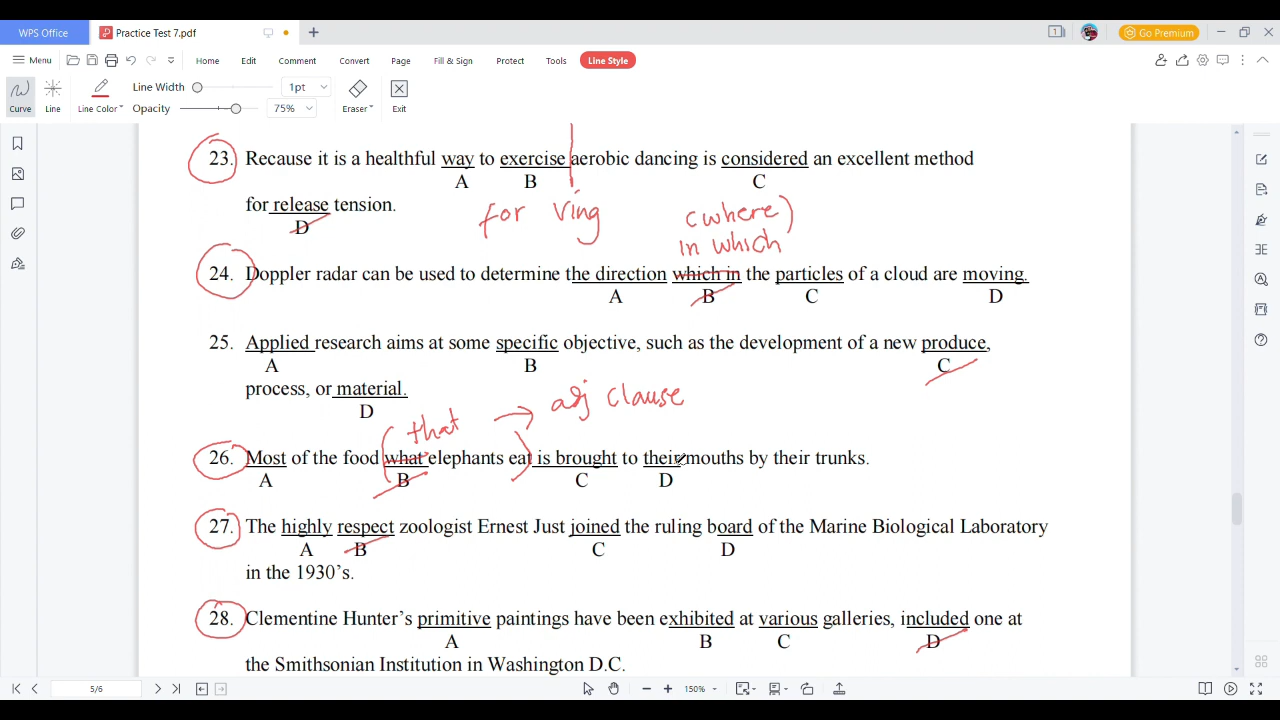 WPS Office
Practice Test 7.pdf
Go Premium
Menu
Home
Edit
Comment
Convert
Page
Fill & Sign
Protect
Tools
Line Style
Curve
Line
Line Color
Line Width
1pt
Opacity
75%
Eraser
Exit
23. Recause it is a healthful way to exercise aerobic dancing is considered an excellent method
A B C
for release tension.
D
for Ving
(where)
in which
24. Doppler radar can be used to determine the direction which in the particles of a cloud are moving.
A B C D
25. Applied research aims at some specific objective, such as the development of a new produce,
A B C
process, or material.
D
that
adj clause
26. Most of the food what elephants eat is brought to their mouths by their trunks.
A B C D
27. The highly respect zoologist Ernest Just joined the ruling board of the Marine Biological Laboratory
A B C D
in the 1930's.
28. Clementine Hunter's primitive paintings have been exhibited at various galleries, included one at
A B C D
the Smithsonian Institution in Washington D.C.
5/6
150%